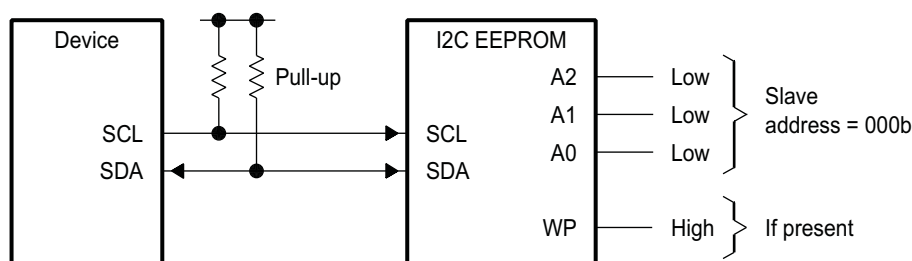 Device
I2C EEPROM
Pull-up
A2 Low
A1 Low
A0 Low
Slave
address = 000b
SCL
SDA
SCL
SDA
WP High
If present